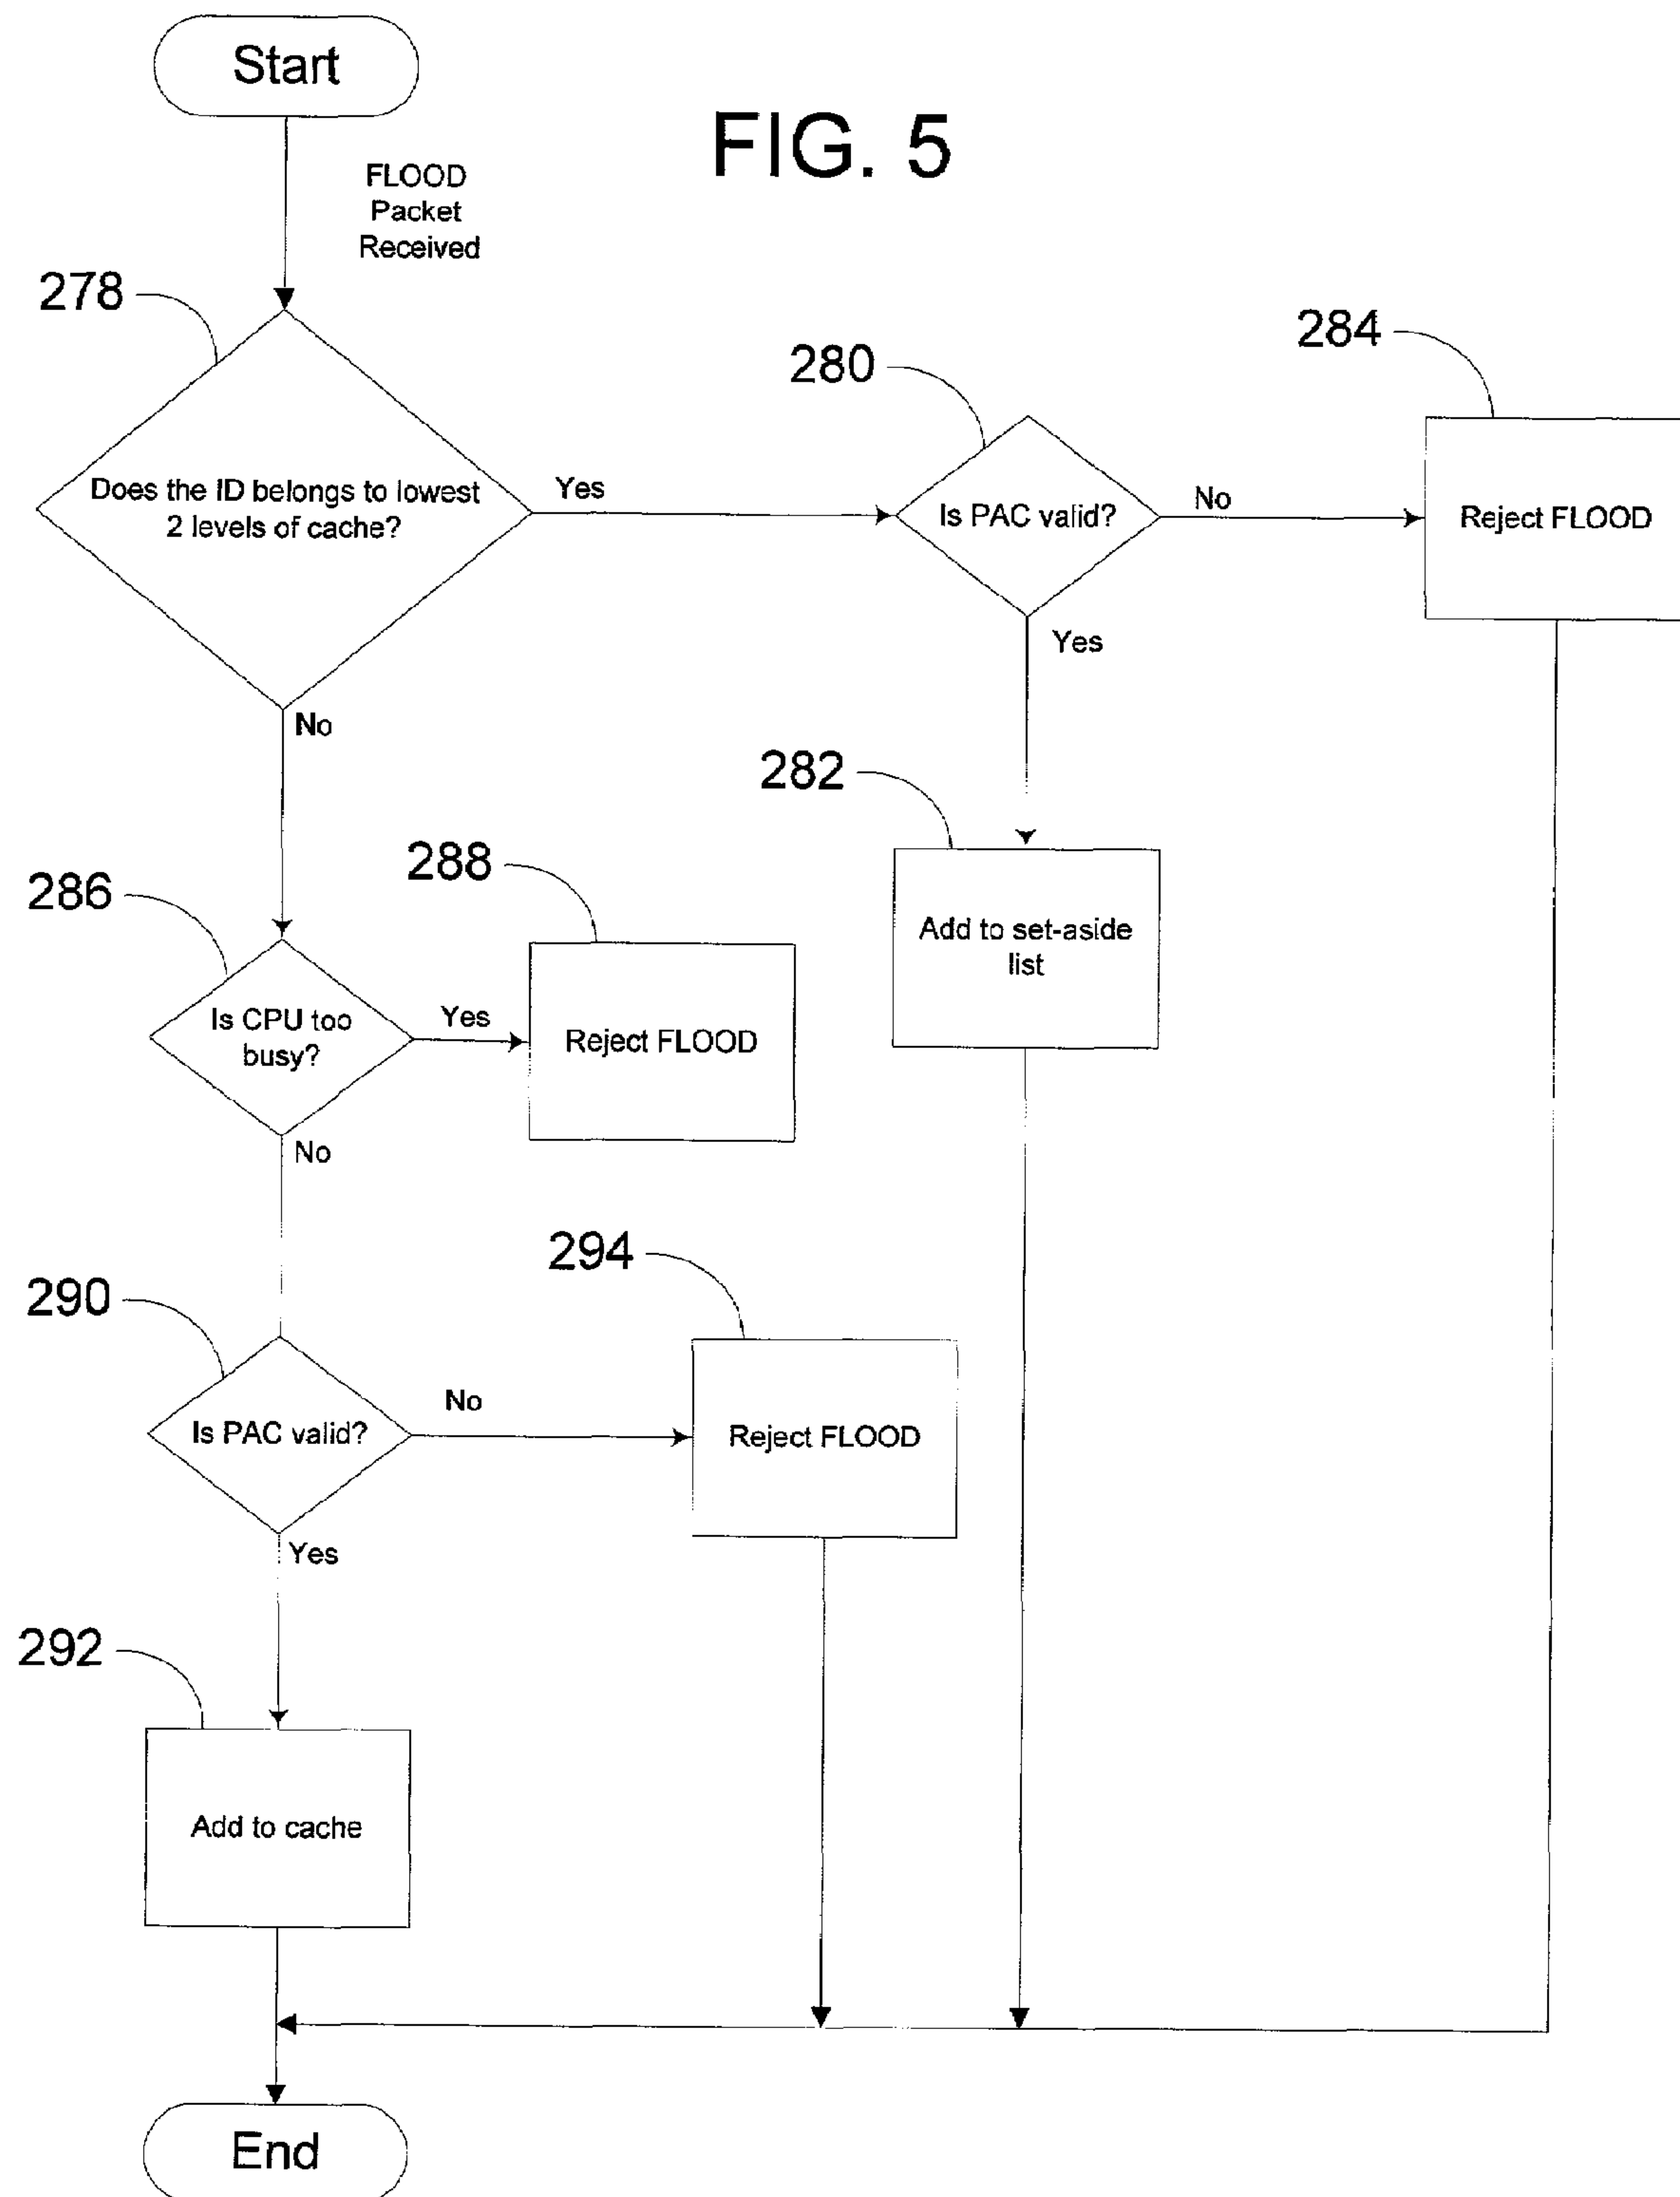 Start
FIG. 5
FLOOD
Packet
Received
278
280
284
Does the ID belongs to lowest
2 levels of cache?
Yes
Is PAC valid?
No
Reject FLOOD
Yes
No
282
288
286
Add to set-aside
list
Is CPU too
busy?
Yes
Reject FLOOD
No
294
290
Is PAC valid?
No
Reject FLOOD
Yes
292
Add to cache
End